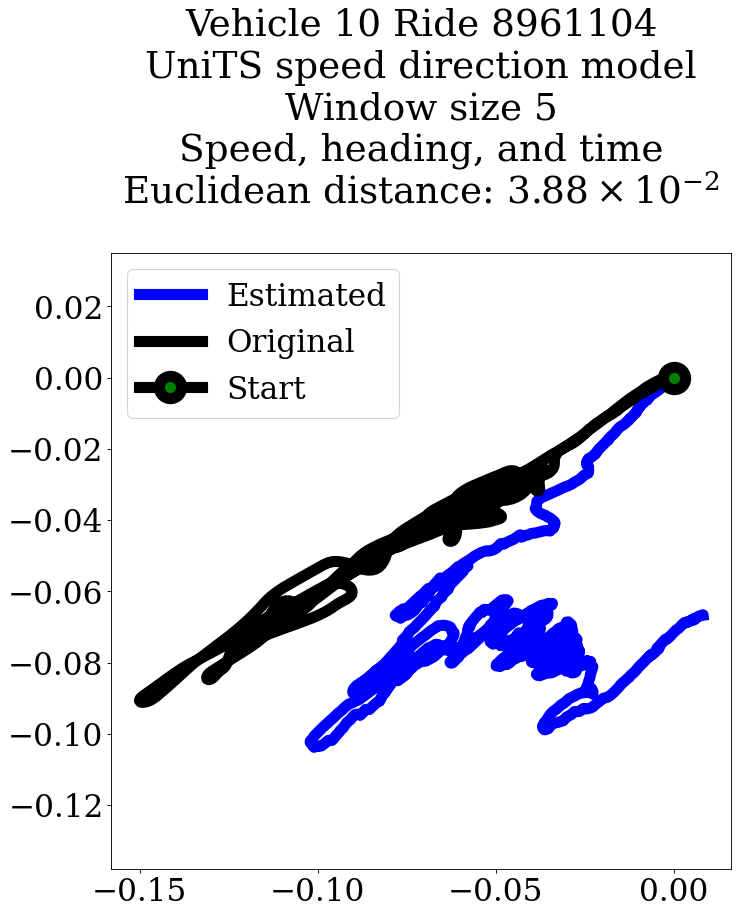 Vehicle 10 Ride 8961104
UniTS speed direction model
Window size 5
Speed, heading, and time
Euclidean distance: 3.88 × 10⁻²
Estimated
Original
Start
0.02
0.00
−0.02
−0.04
−0.06
−0.08
−0.10
−0.12
−0.15 −0.10 −0.05 0.00